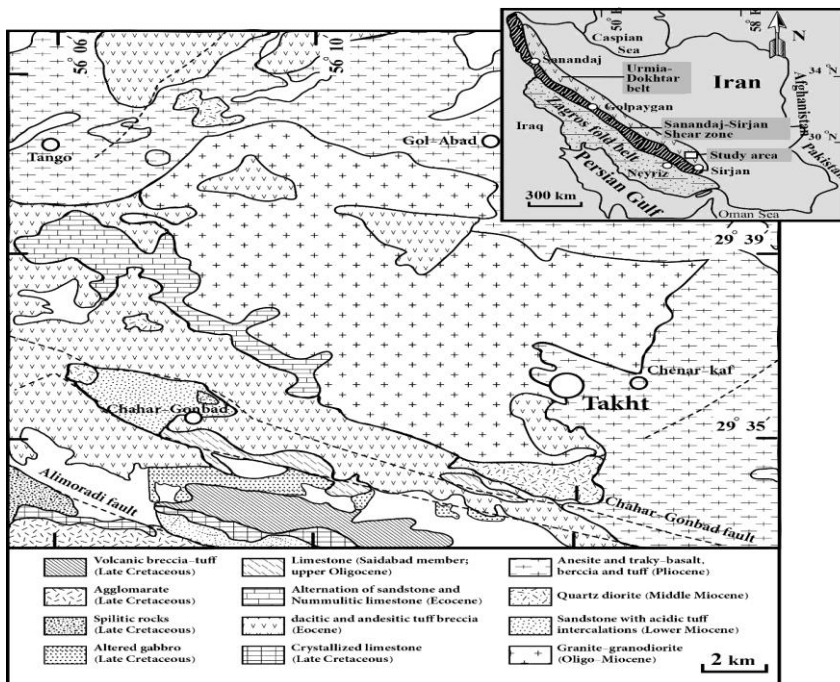 56° 06
56° 10
50° E
58° E
Caspian
Sea
N
Sanandaj
Urmia-
Dokhtar
belt
Iran
34° N
Afghanistan
Golpaygan
Iraq
Zagros fold belt
Sanandaj-Sirjan
Shear zone
30° N
Pakistan
Study area
Neyriz
Sirjan
Persian Gulf
300 km
Oman Sea
Tango
Gol-Abad
29° 39
Chenar-kaf
Takht
Chahar-Gonbad
29° 35
Alimoradi fault
Chahar-Gonbad fault
Volcanic breccia-tuff
(Late Cretaceous)
Agglomarate
(Late Cretaceous)
Spilitic rocks
(Late Cretaceous)
Altered gabbro
(Late Cretaceous)
Limestone (Saidabad member;
upper Oligocene)
Alternation of sandstone and
Nummulitic limestone (Ecocene)
dacitic and andesitic tuff breccia
(Eocene)
Crystallized limestone
(Late Cretaceous)
Anesite and traky-basalt,
berccia and tuff (Pliocene)
Quartz diorite (Middle Miocene)
Sandstone with acidic tuff
intercalations (Lower Miocene)
Granite-granodiorite
(Oligo-Miocene)
2 km